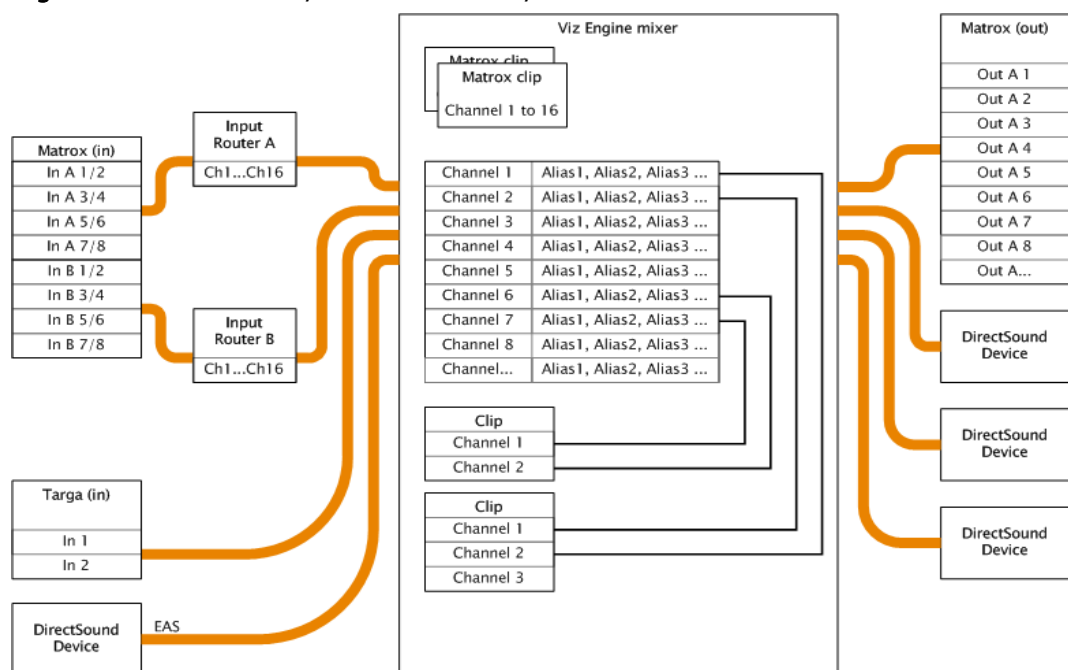 Viz Engine mixer
Matrox clip
Matrox clip
Channel 1 to 16
Matrox (in)
In A 1/2
In A 3/4
In A 5/6
In A 7/8
In B 1/2
In B 3/4
In B 5/6
In B 7/8
Input
Router A
Ch1...Ch16
Input
Router B
Ch1...Ch16
Targa (in)
In 1
In 2
DirectSound
Device
EAS
Channel 1 Alias1, Alias2, Alias3 ...
Channel 2 Alias1, Alias2, Alias3 ...
Channel 3 Alias1, Alias2, Alias3 ...
Channel 4 Alias1, Alias2, Alias3 ...
Channel 5 Alias1, Alias2, Alias3 ...
Channel 6 Alias1, Alias2, Alias3 ...
Channel 7 Alias1, Alias2, Alias3 ...
Channel 8 Alias1, Alias2, Alias3 ...
Channel... Alias1, Alias2, Alias3 ...
Clip
Channel 1
Channel 2
Clip
Channel 1
Channel 2
Channel 3
Matrox (out)
Out A 1
Out A 2
Out A 3
Out A 4
Out A 5
Out A 6
Out A 7
Out A 8
Out A...
DirectSound
Device
DirectSound
Device
DirectSound
Device